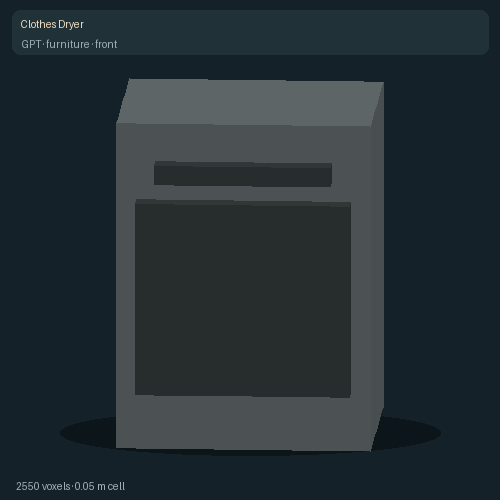 Clothes Dryer
GPT · furniture · front
2550 voxels · 0.05 m cell